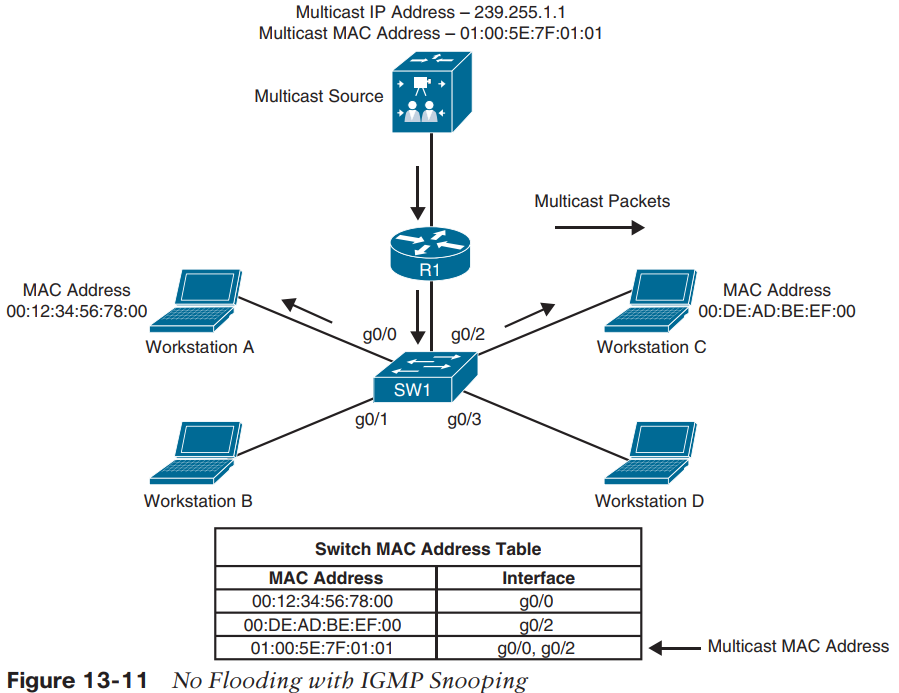 Multicast IP Address – 239.255.1.1
Multicast MAC Address – 01:00:5E:7F:01:01
Multicast Source
Multicast Packets
R1
MAC Address
00:12:34:56:78:00
Workstation A
MAC Address
00:DE:AD:BE:EF:00
Workstation C
g0/0
g0/2
SW1
g0/1
g0/3
Workstation B
Workstation D
Switch MAC Address Table
MAC Address Interface
00:12:34:56:78:00 g0/0
00:DE:AD:BE:EF:00 g0/2
01:00:5E:7F:01:01 g0/0, g0/2
Multicast MAC Address
Figure 13-11 No Flooding with IGMP Snooping